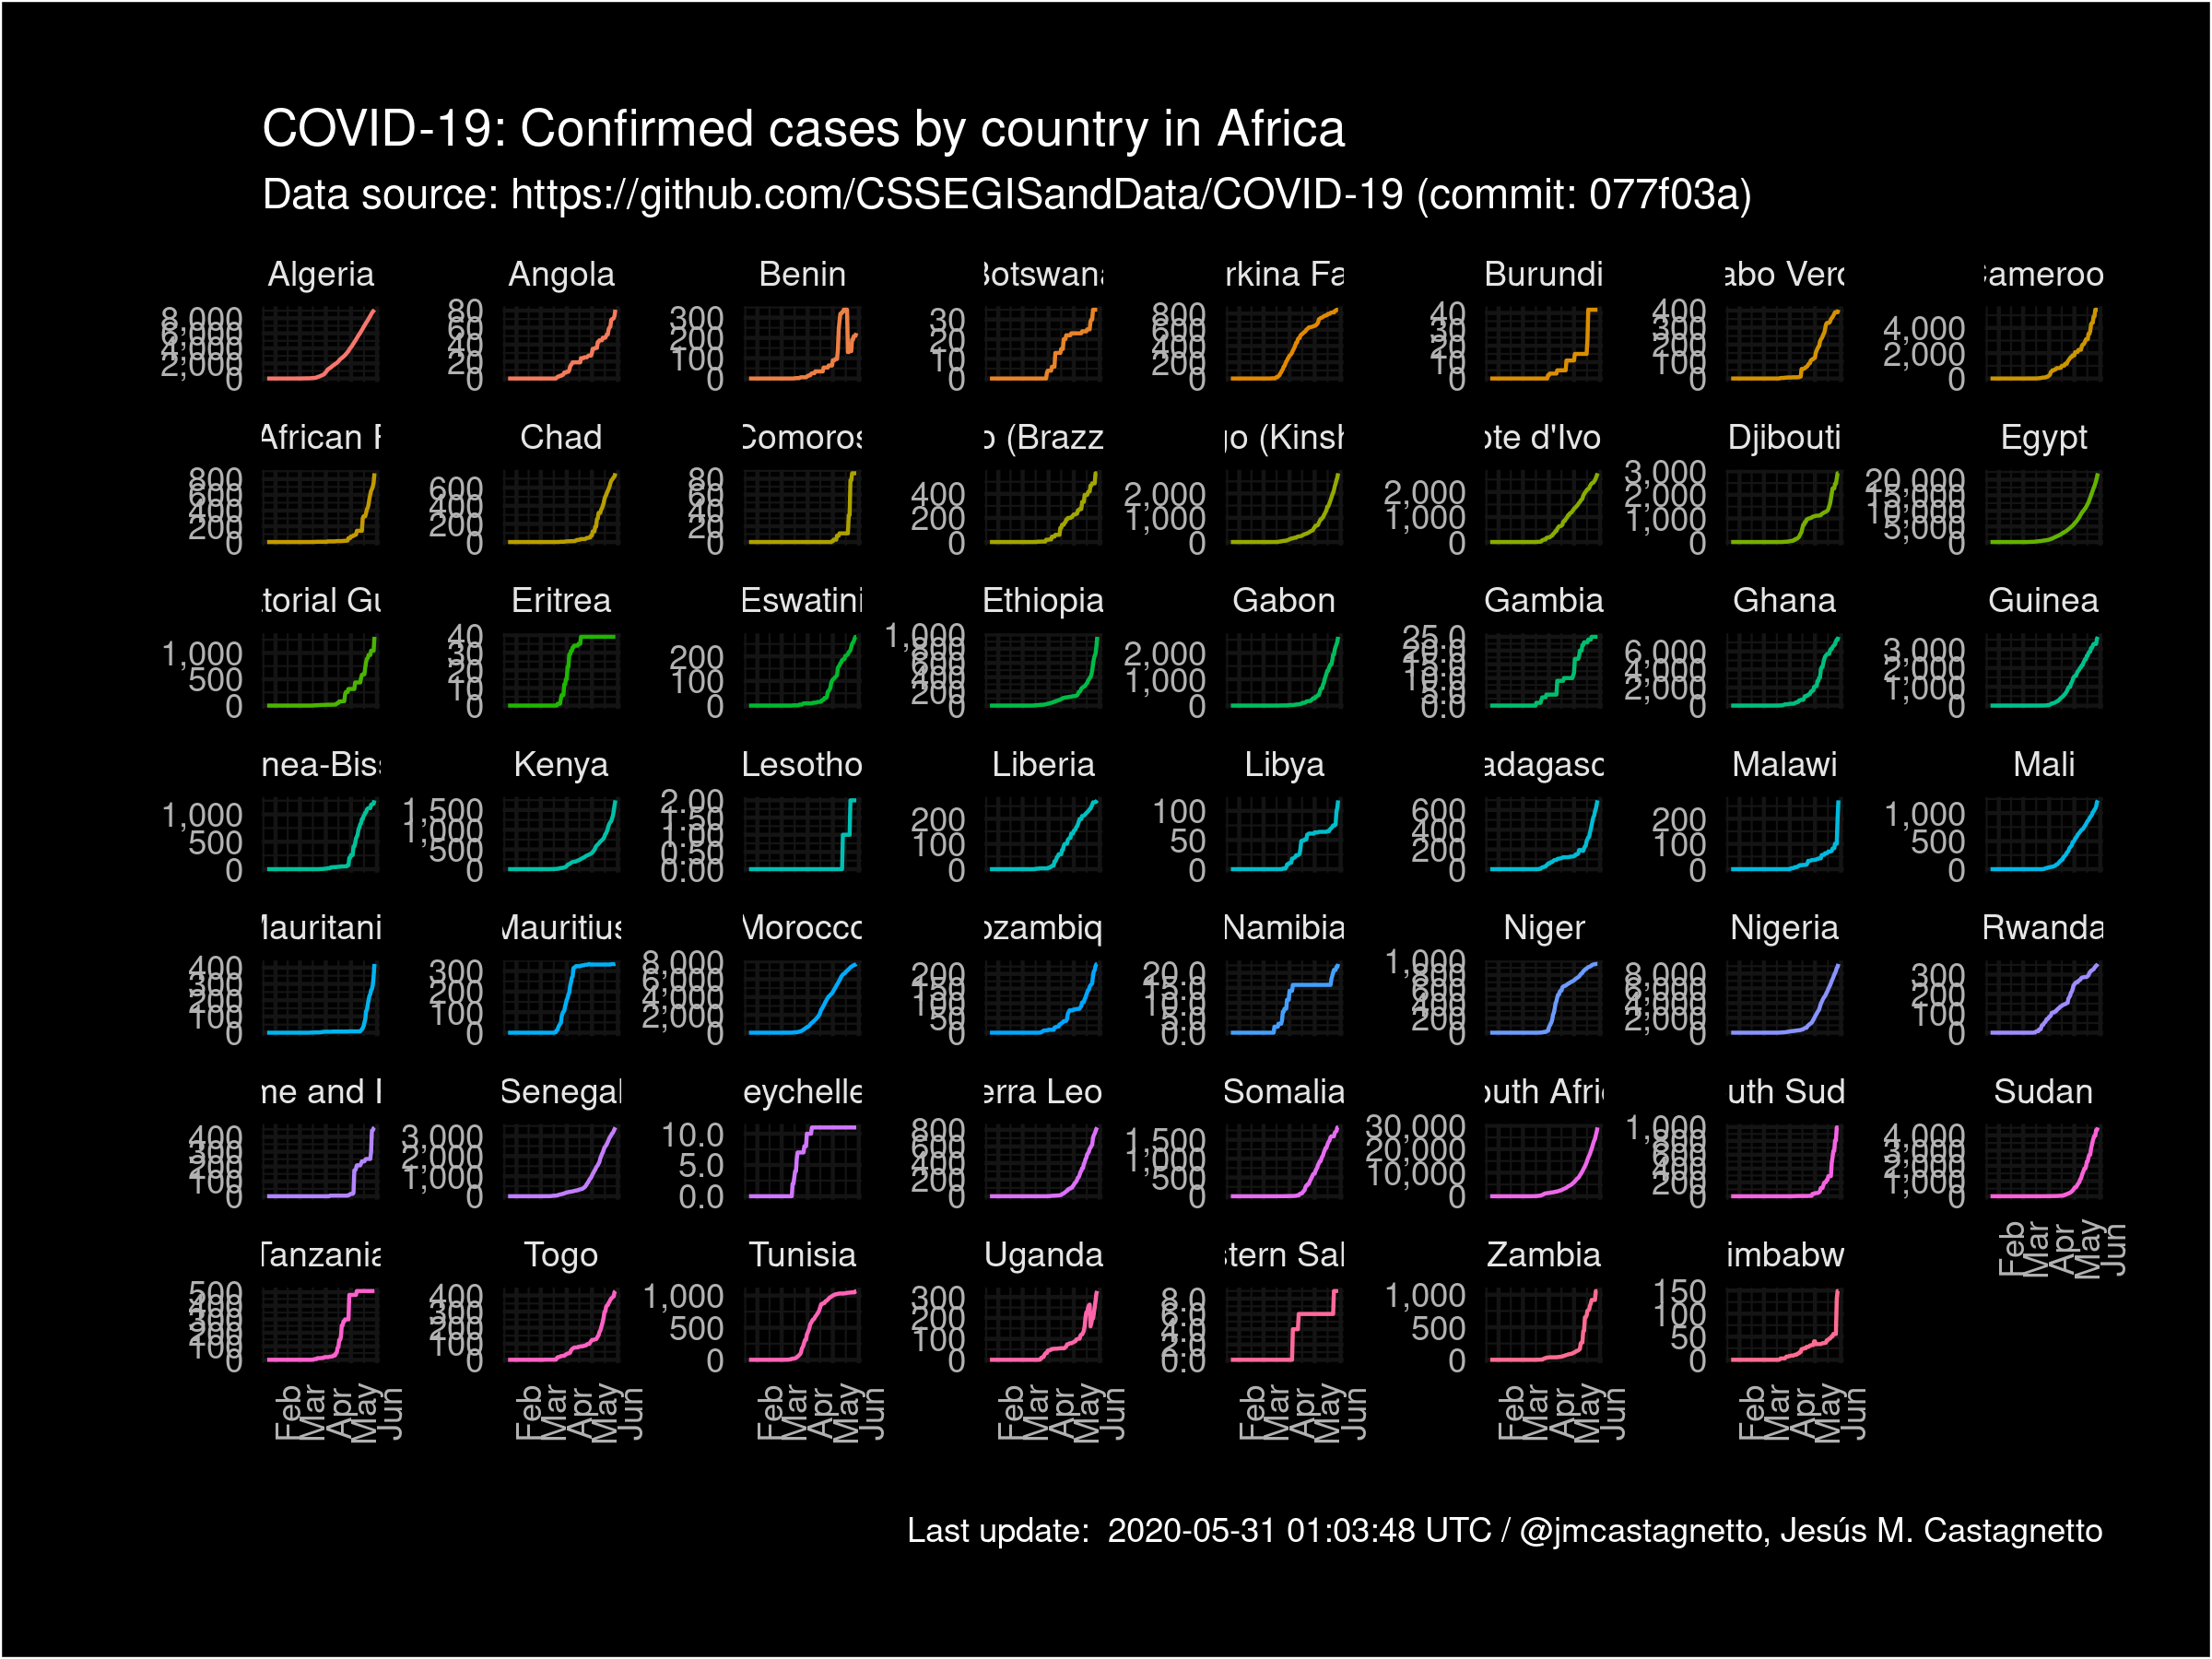 COVID-19: Confirmed cases by country in Africa
Data source: https://github.com/CSSEGISandData/COVID-19 (commit: 077f03a)
Algeria Angola Benin Botswana rkina Fa Burundi abo Verd Cameroo
8,000 6,000 4,000 2,000 0
80 60 40 20 0
300 200 100 0
30 20 10 0
800 600 400 200 0
40 30 20 10 0
400 300 200 100 0
4,000 2,000 0
African R Chad Comoros o (Brazz go (Kinsh ote d'Ivo Djibouti Egypt
800 600 400 200 0
600 400 200 0
80 60 40 20 0
400 200 0
2,000 1,000 0
2,000 1,000 0
3,000 2,000 1,000 0
20,000 15,000 10,000 5,000 0
torial Gu Eritrea Eswatini Ethiopia Gabon Gambia Ghana Guinea
1,000 500 0
40 30 20 10 0
200 100 0
1,000 800 600 400 200 0
2,000 1,000 0
25.0 20.0 15.0 10.0 5.0 0.0
6,000 4,000 2,000 0
3,000 2,000 1,000 0
nea-Biss Kenya Lesotho Liberia Libya adagasc Malawi Mali
1,000 500 0
1,500 1,000 500 0
2.00 1.50 1.00 0.50 0.00
200 100 0
100 50 0
600 400 200 0
200 100 0
1,000 500 0
Mauritani Mauritius Morocco ozambiq Namibia Niger Nigeria Rwanda
400 300 200 100 0
300 200 100 0
8,000 6,000 4,000 2,000 0
200 150 100 50 0
20.0 15.0 10.0 5.0 0.0
1,000 800 600 400 200 0
8,000 6,000 4,000 2,000 0
300 200 100 0
me and P Senegal eychelle erra Leo Somalia outh Afric uth Sud Sudan
400 300 200 100 0
3,000 2,000 1,000 0
10.0 5.0 0.0
800 600 400 200 0
1,500 1,000 500 0
30,000 20,000 10,000 0
1,000 800 600 400 200 0
4,000 3,000 2,000 1,000 0
Feb Mar Apr May Jun
Tanzania Togo Tunisia Uganda stern Sah Zambia imbabw
500 400 300 200 100 0
400 300 200 100 0
1,000 500 0
300 200 100 0
8.0 6.0 4.0 2.0 0.0
1,000 500 0
150 100 50 0
Feb Mar Apr May Jun
Feb Mar Apr May Jun
Feb Mar Apr May Jun
Feb Mar Apr May Jun
Feb Mar Apr May Jun
Feb Mar Apr May Jun
Feb Mar Apr May Jun
Last update:  2020-05-31 01:03:48 UTC / @jmcastagnetto, Jesús M. Castagnetto